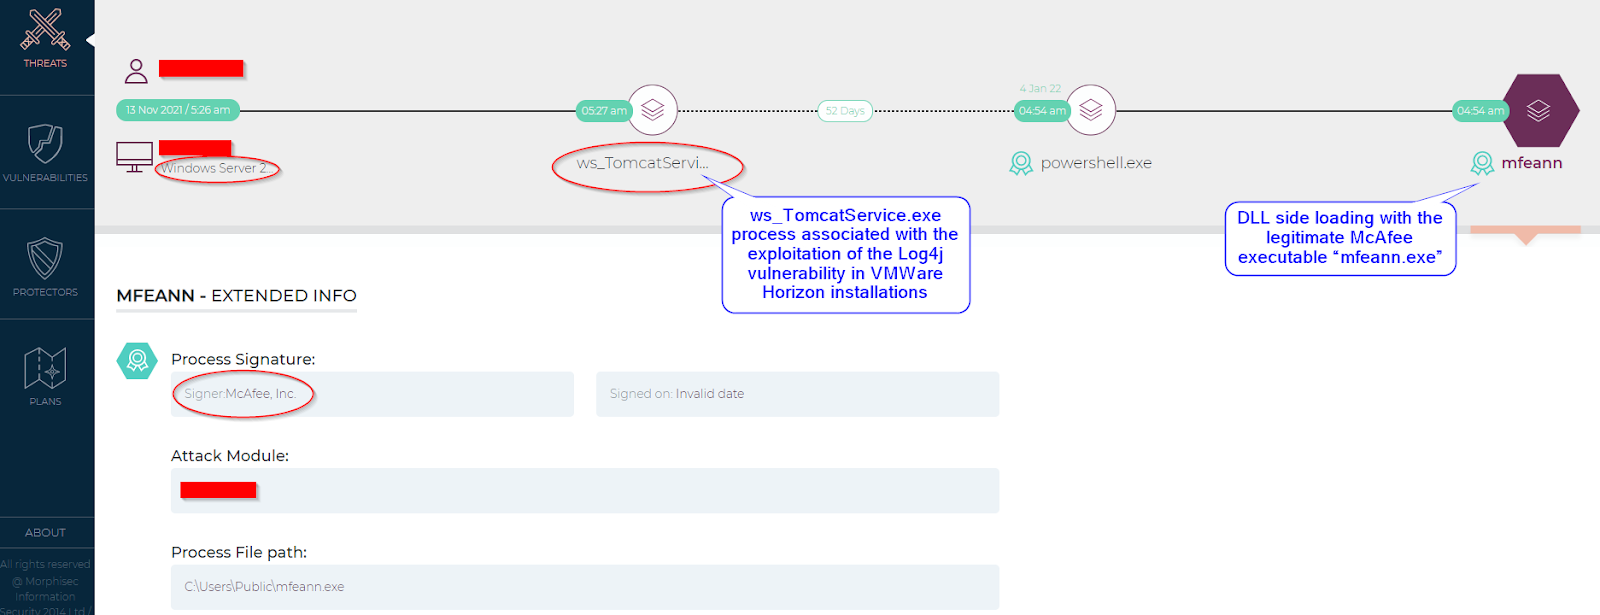 THREATS
VULNERABILITIES
PROTECTORS
PLANS
ABOUT
All rights reserved
@ Morphisec
Information
Security 2014 Ltd /
13 Nov 2021 / 5:26 am
Windows Server 2...
05:27 am
ws_TomcatServi...
52 Days
4 Jan 22
04:54 am
powershell.exe
04:54 am
mfeann
ws_TomcatService.exe
process associated with the
exploitation of the Log4j
vulnerability in VMWare
Horizon installations
DLL side loading with the
legitimate McAfee
executable “mfeann.exe”
MFEANN - EXTENDED INFO
Process Signature:
Signer:McAfee, Inc.
Signed on: Invalid date
Attack Module:
Process File path:
C:\Users\Public\mfeann.exe